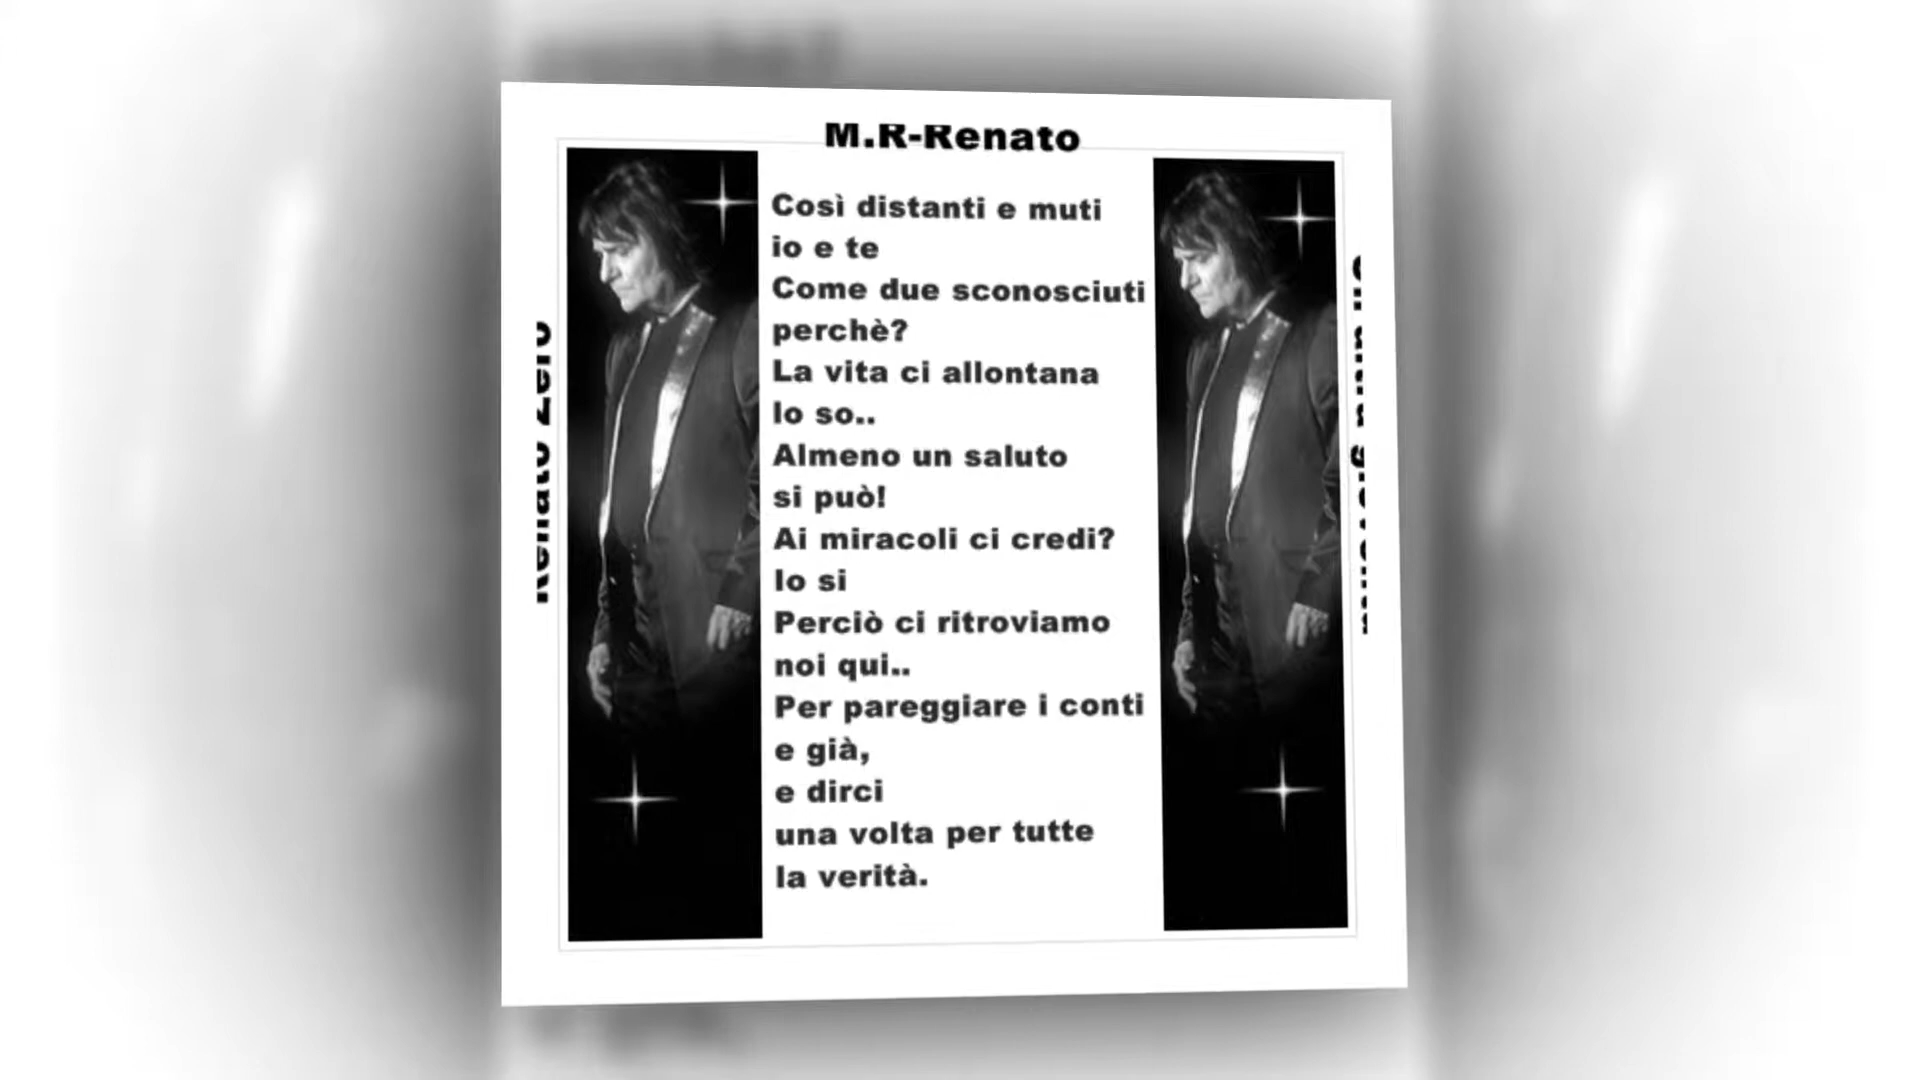 M.R-Renato
Renato Zero
Così distanti e muti
io e te
Come due sconosciuti
perchè?
La vita ci allontana
lo so..
Almeno un saluto
si può!
Ai miracoli ci credi?
Io si
Perciò ci ritroviamo
noi qui..
Per pareggiare i conti
e già,
e dirci
una volta per tutte
la verità.